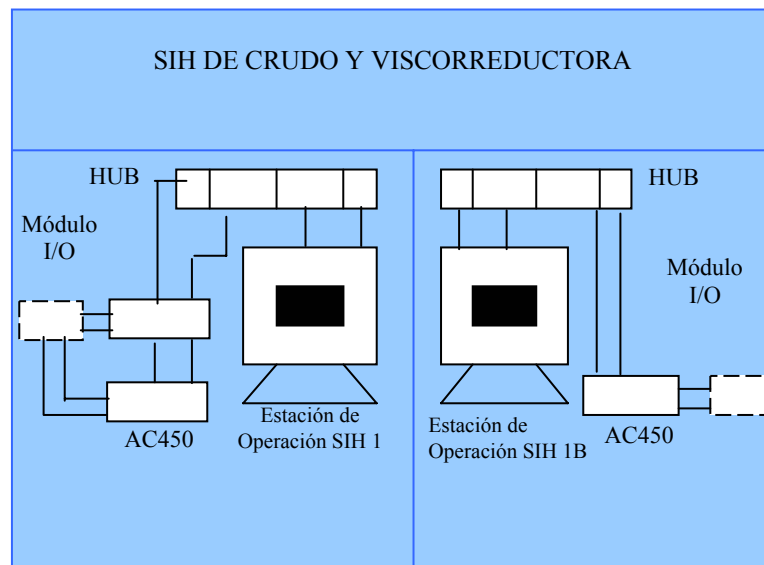 SIH DE CRUDO Y VISCORREDUCTORA
HUB
Módulo
I/O
AC450
Estación de
Operación SIH 1
HUB
Módulo
I/O
Estación de
Operación SIH 1B
AC450